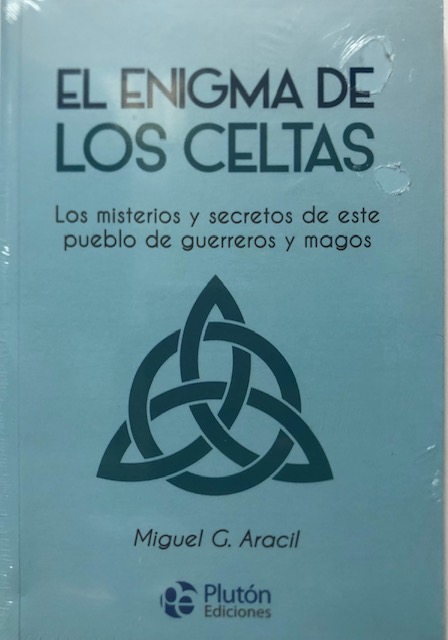 EL ENIGMA DE
LOS CELTAS
Los misterios y secretos de este
pueblo de guerreros y magos
Miguel G. Aracil
Plutón
Ediciones